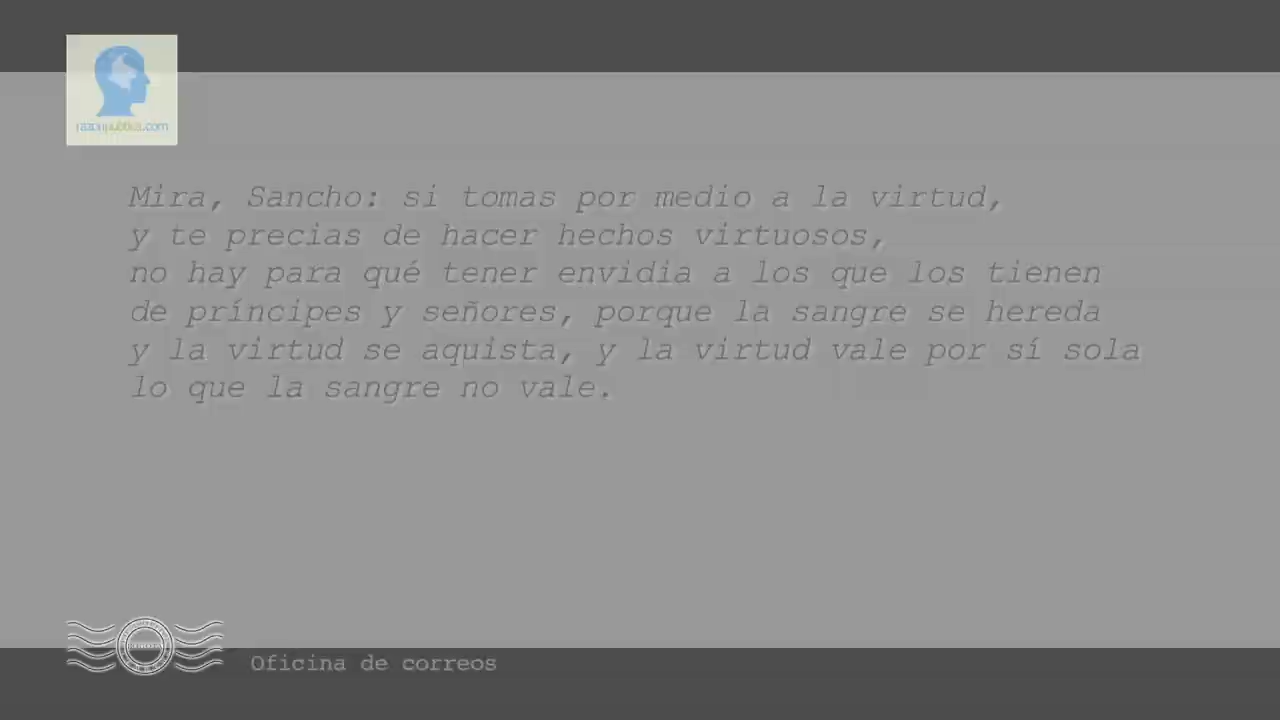 razonpublica.com
Mira, Sancho: si tomas por medio a la virtud,
y te precias de hacer hechos virtuosos,
no hay para qué tener envidia a los que los tienen
de príncipes y señores, porque la sangre se hereda
y la virtud se aquista, y la virtud vale por sí sola
lo que la sangre no vale.
Oficina de correos